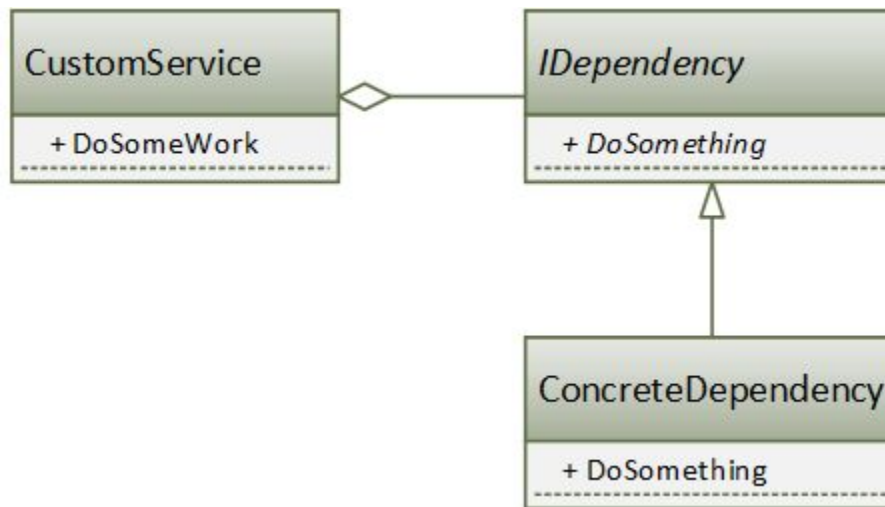 CustomService
+ DoSomeWork
IDependency
+ DoSomething
ConcreteDependency
+ DoSomething